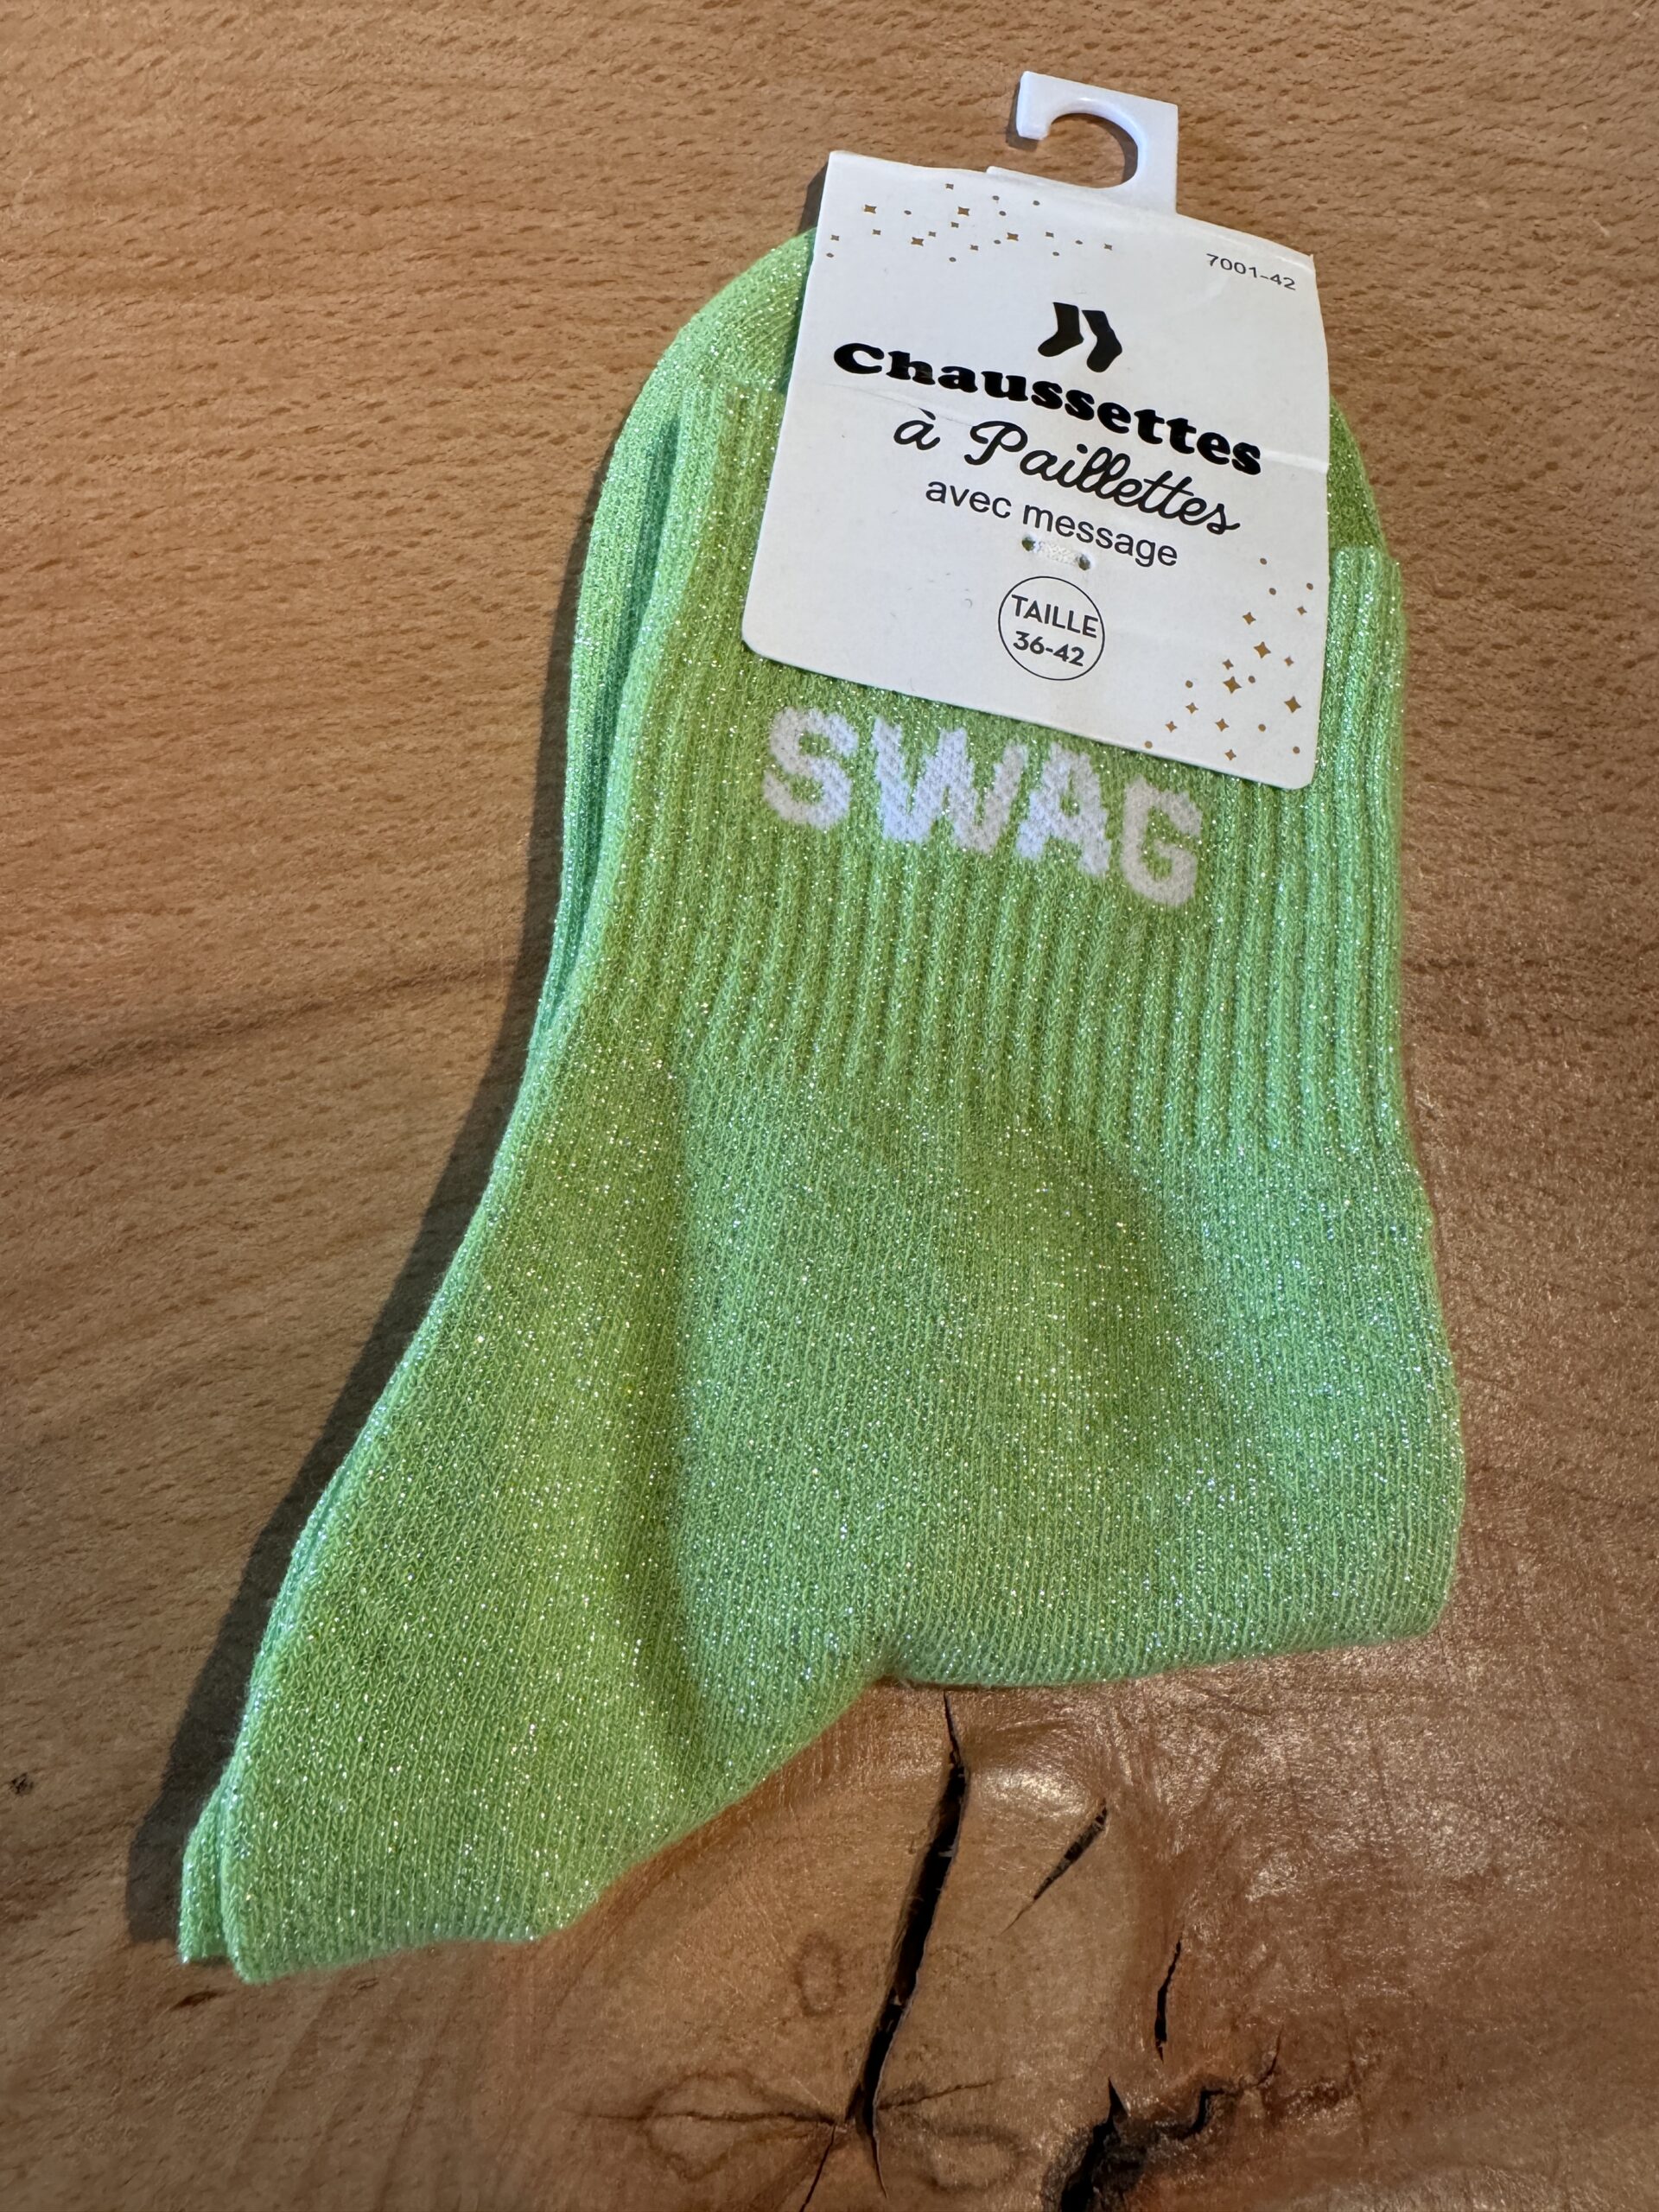 7001-42
Chaussettes
à Paillettes
avec message
TAILLE
36-42
SWAG